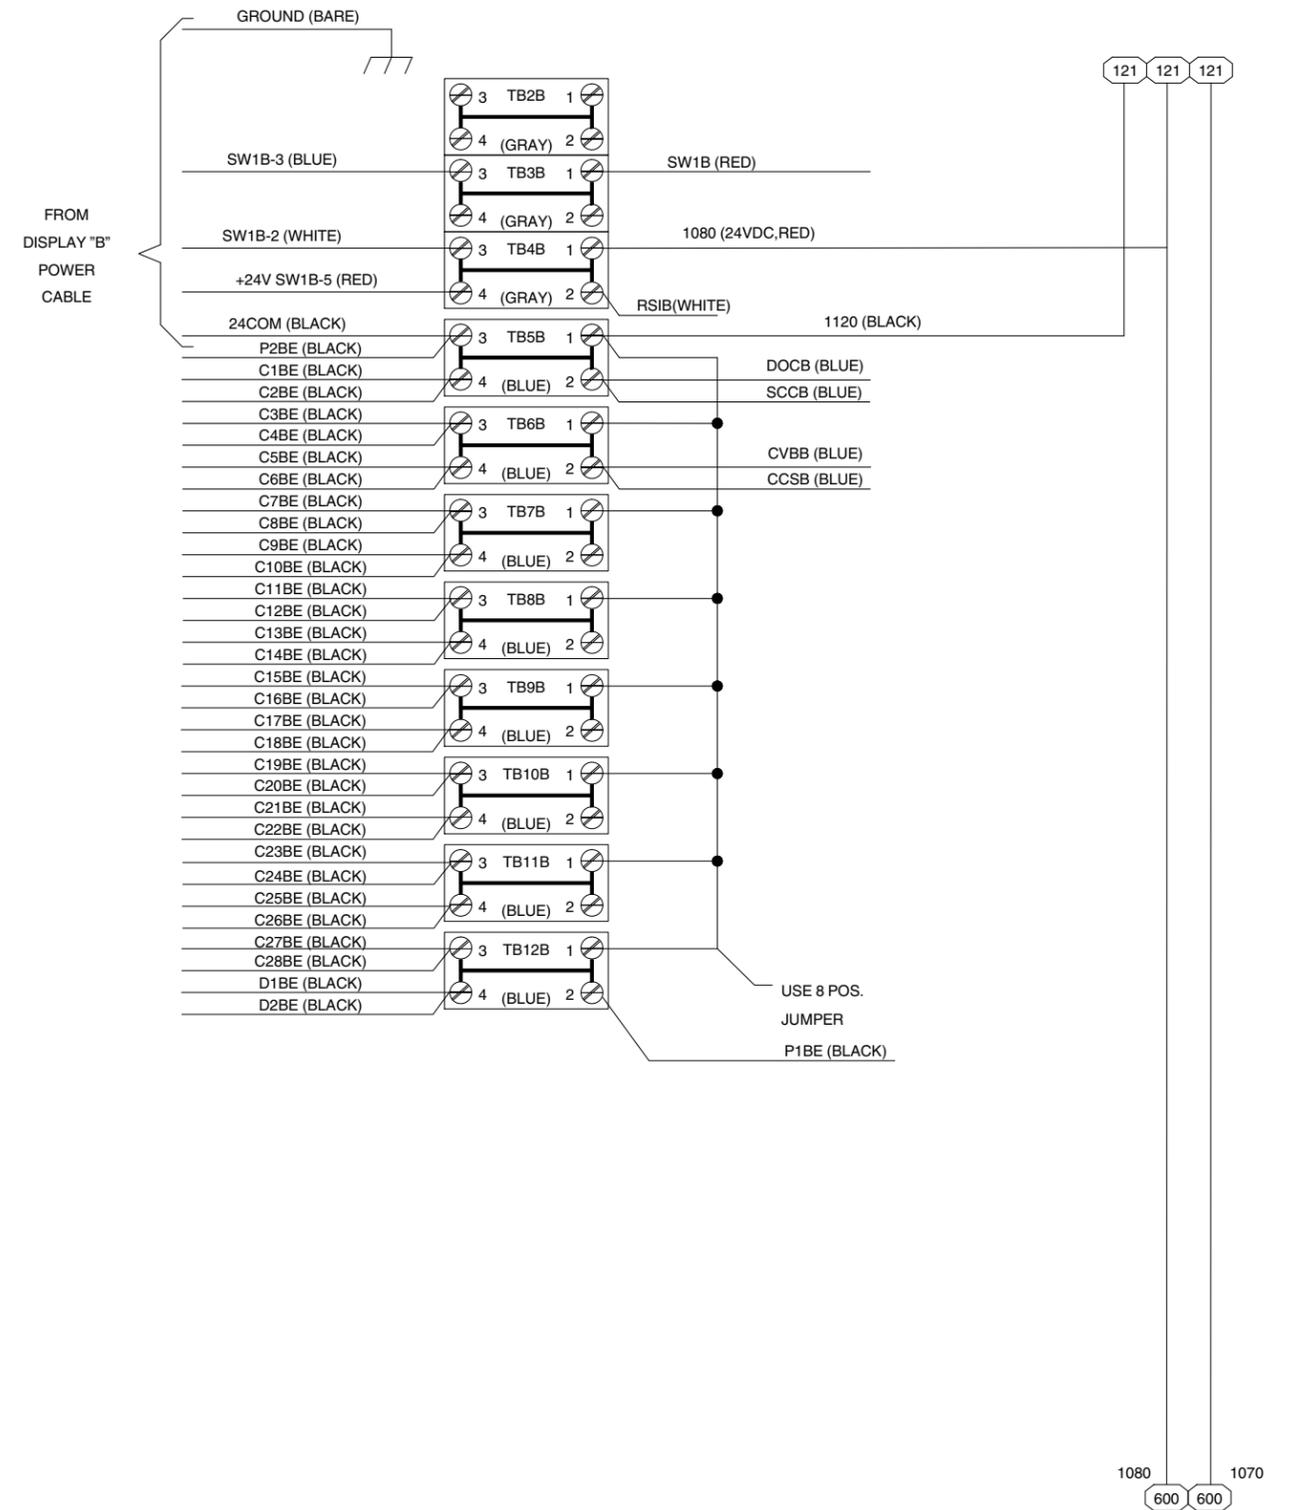 GROUND (BARE)
121 121 121
3 TB2B 1
4 (GRAY) 2
SW1B-3 (BLUE)
3 TB3B 1
SW1B (RED)
4 (GRAY) 2
FROM
DISPLAY "B"
POWER
CABLE
SW1B-2 (WHITE)
3 TB4B 1
1080 (24VDC,RED)
+24V SW1B-5 (RED)
4 (GRAY) 2
RSIB(WHITE)
24COM (BLACK)
3 TB5B 1
1120 (BLACK)
P2BE (BLACK)
C1BE (BLACK)
4 (BLUE) 2
DOCB (BLUE)
C2BE (BLACK)
SCCB (BLUE)
C3BE (BLACK)
3 TB6B 1
C4BE (BLACK)
C5BE (BLACK)
4 (BLUE) 2
CVBB (BLUE)
C6BE (BLACK)
CCSB (BLUE)
C7BE (BLACK)
3 TB7B 1
C8BE (BLACK)
C9BE (BLACK)
4 (BLUE) 2
C10BE (BLACK)
C11BE (BLACK)
3 TB8B 1
C12BE (BLACK)
C13BE (BLACK)
4 (BLUE) 2
C14BE (BLACK)
C15BE (BLACK)
3 TB9B 1
C16BE (BLACK)
C17BE (BLACK)
4 (BLUE) 2
C18BE (BLACK)
C19BE (BLACK)
3 TB10B 1
C20BE (BLACK)
C21BE (BLACK)
4 (BLUE) 2
C22BE (BLACK)
C23BE (BLACK)
3 TB11B 1
C24BE (BLACK)
C25BE (BLACK)
4 (BLUE) 2
C26BE (BLACK)
C27BE (BLACK)
3 TB12B 1
C28BE (BLACK)
D1BE (BLACK)
4 (BLUE) 2
D2BE (BLACK)
USE 8 POS.
JUMPER
P1BE (BLACK)
1080 1070
600 600